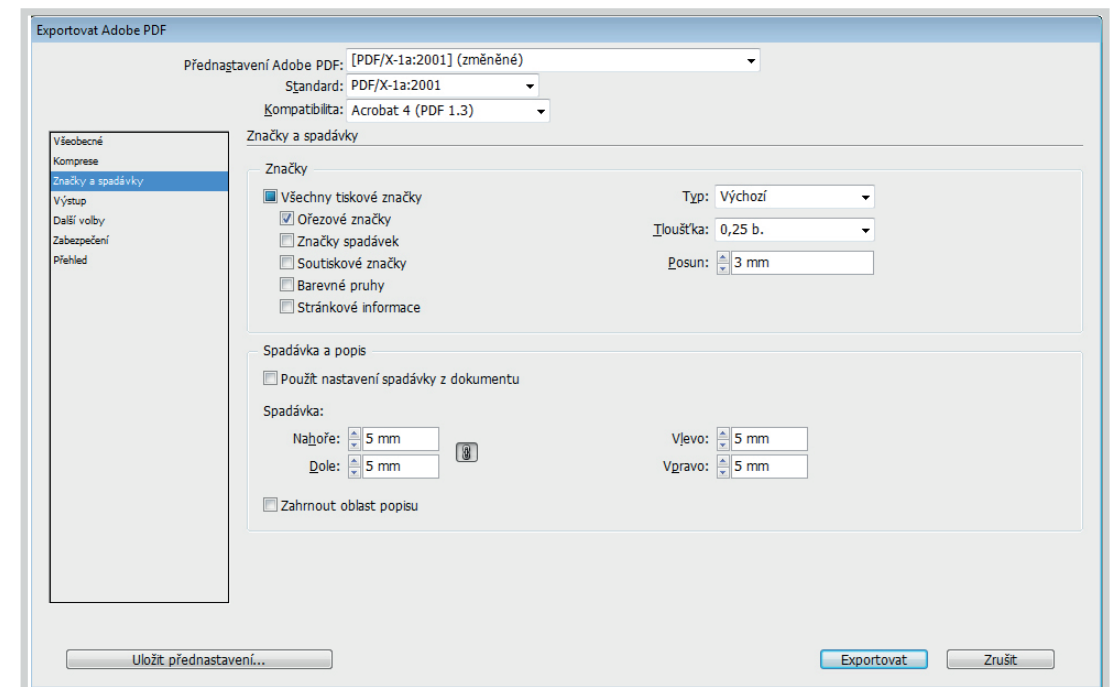 Exportovat Adobe PDF
Přednastavení Adobe PDF: [PDF/X-1a:2001] (změněné)
Standard: PDF/X-1a:2001
Kompatibilita: Acrobat 4 (PDF 1.3)
Všeobecné
Komprese
Značky a spadávky
Výstup
Další volby
Zabezpečení
Přehled
Značky a spadávky
Značky
Všechny tiskové značky
Ořezové značky
Značky spadávek
Soutiskové značky
Barevné pruhy
Stránkové informace
Typ: Výchozí
Tloušťka: 0,25 b.
Posun: 3 mm
Spadávka a popis
Použít nastavení spadávky z dokumentu
Spadávka:
Nahoře: 5 mm
Dole: 5 mm
Vlevo: 5 mm
Vpravo: 5 mm
Zahrnout oblast popisu
Uložit přednastavení...
Exportovat
Zrušit